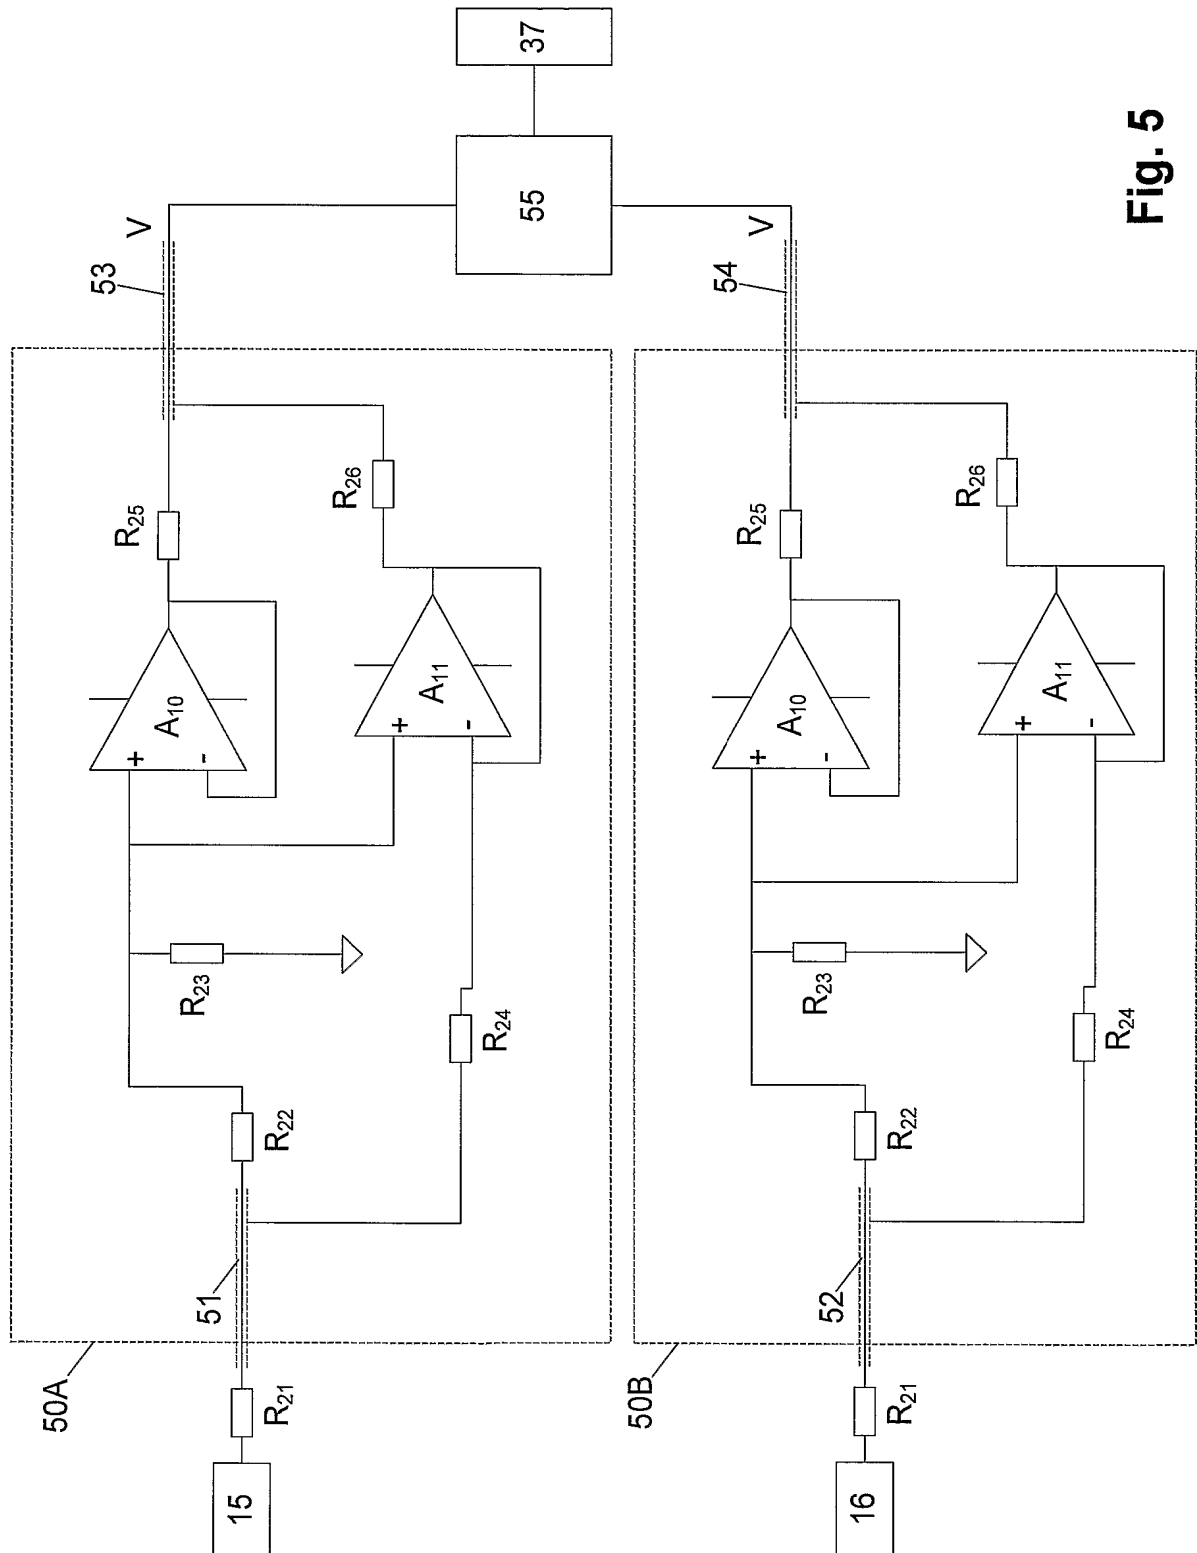 50A
15
R21
51
R22
R23
R24
+
-
A10
+
-
A11
R25
R26
53
V
50B
16
R21
52
R22
R23
R24
+
-
A10
+
-
A11
R25
R26
54
V
55
37
Fig. 5